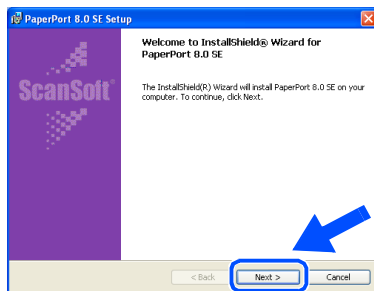 PaperPort 8.0 SE Setup
Welcome to InstallShield® Wizard for
PaperPort 8.0 SE
ScanSoft®
The InstallShield(R) Wizard will install PaperPort 8.0 SE on your
computer. To continue, click Next.
< Back
Next >
Cancel